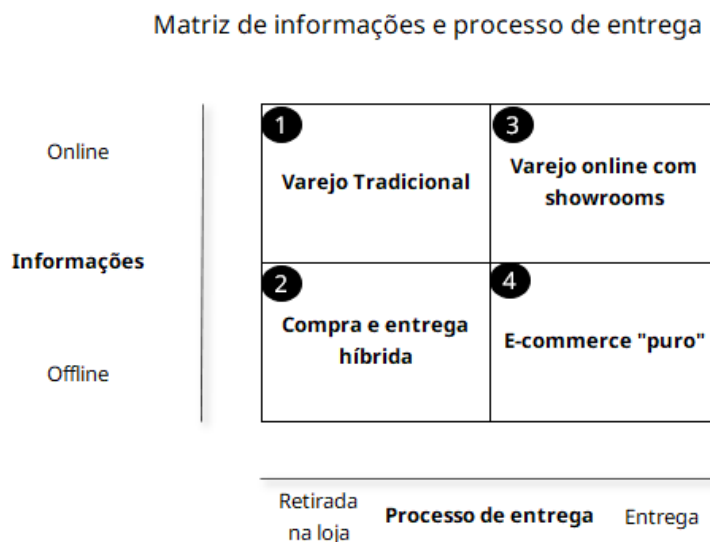 Matriz de informações e processo de entrega
Online
Informações
Offline
1
Varejo Tradicional
3
Varejo online com
showrooms
2
Compra e entrega
híbrida
4
E-commerce "puro"
Retirada
na loja
Processo de entrega
Entrega